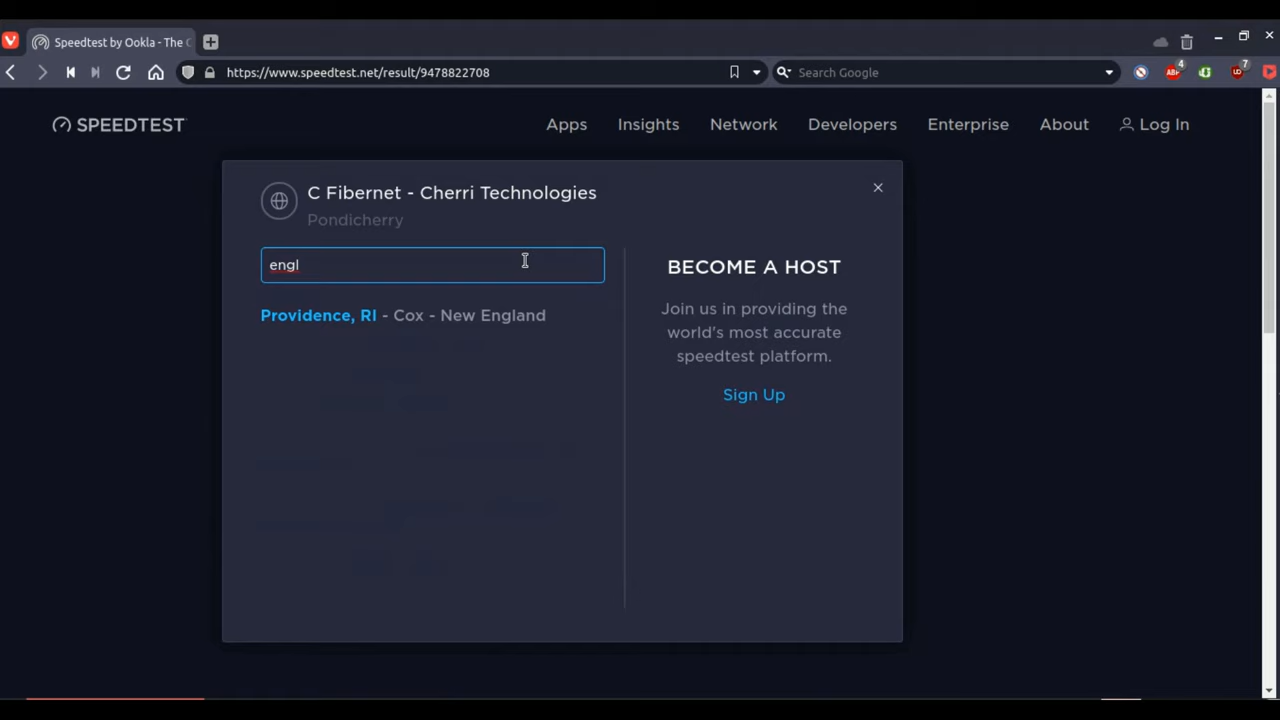 Speedtest by Ookla - The
https://www.speedtest.net/result/9478822708
Search Google
4
7
SPEEDTEST
Apps
Insights
Network
Developers
Enterprise
About
Log In
C Fibernet - Cherri Technologies
Pondicherry
engl
Providence, RI - Cox - New England
BECOME A HOST
Join us in providing the
world's most accurate
speedtest platform.
Sign Up